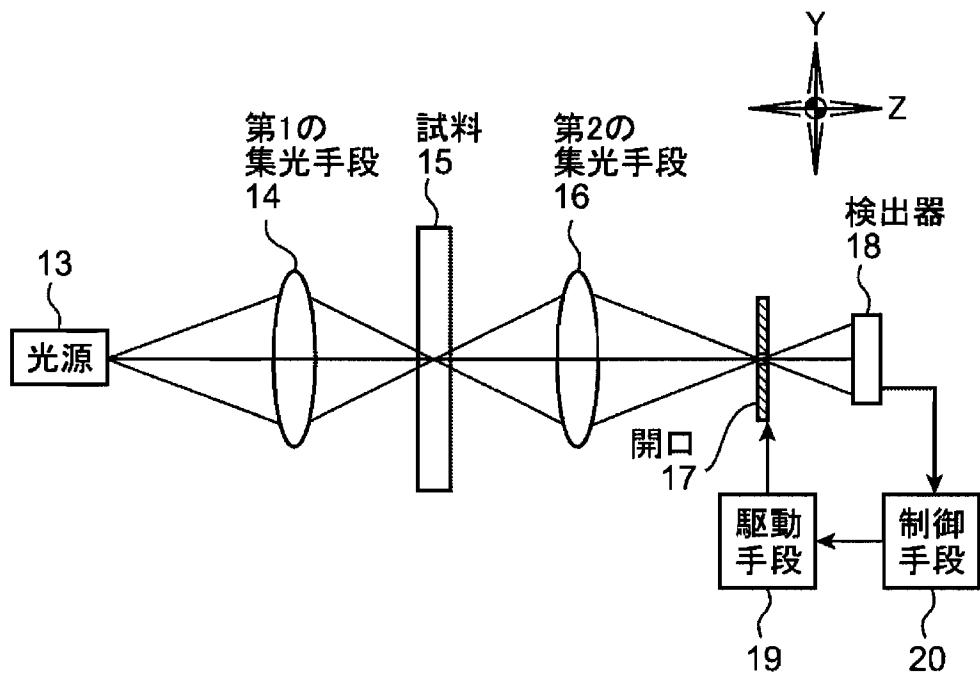 Y
Z
第1の
集光手段
14
試料
15
第2の
集光手段
16
検出器
18
13
光源
開口
17
駆動
手段
制御
手段
19
20